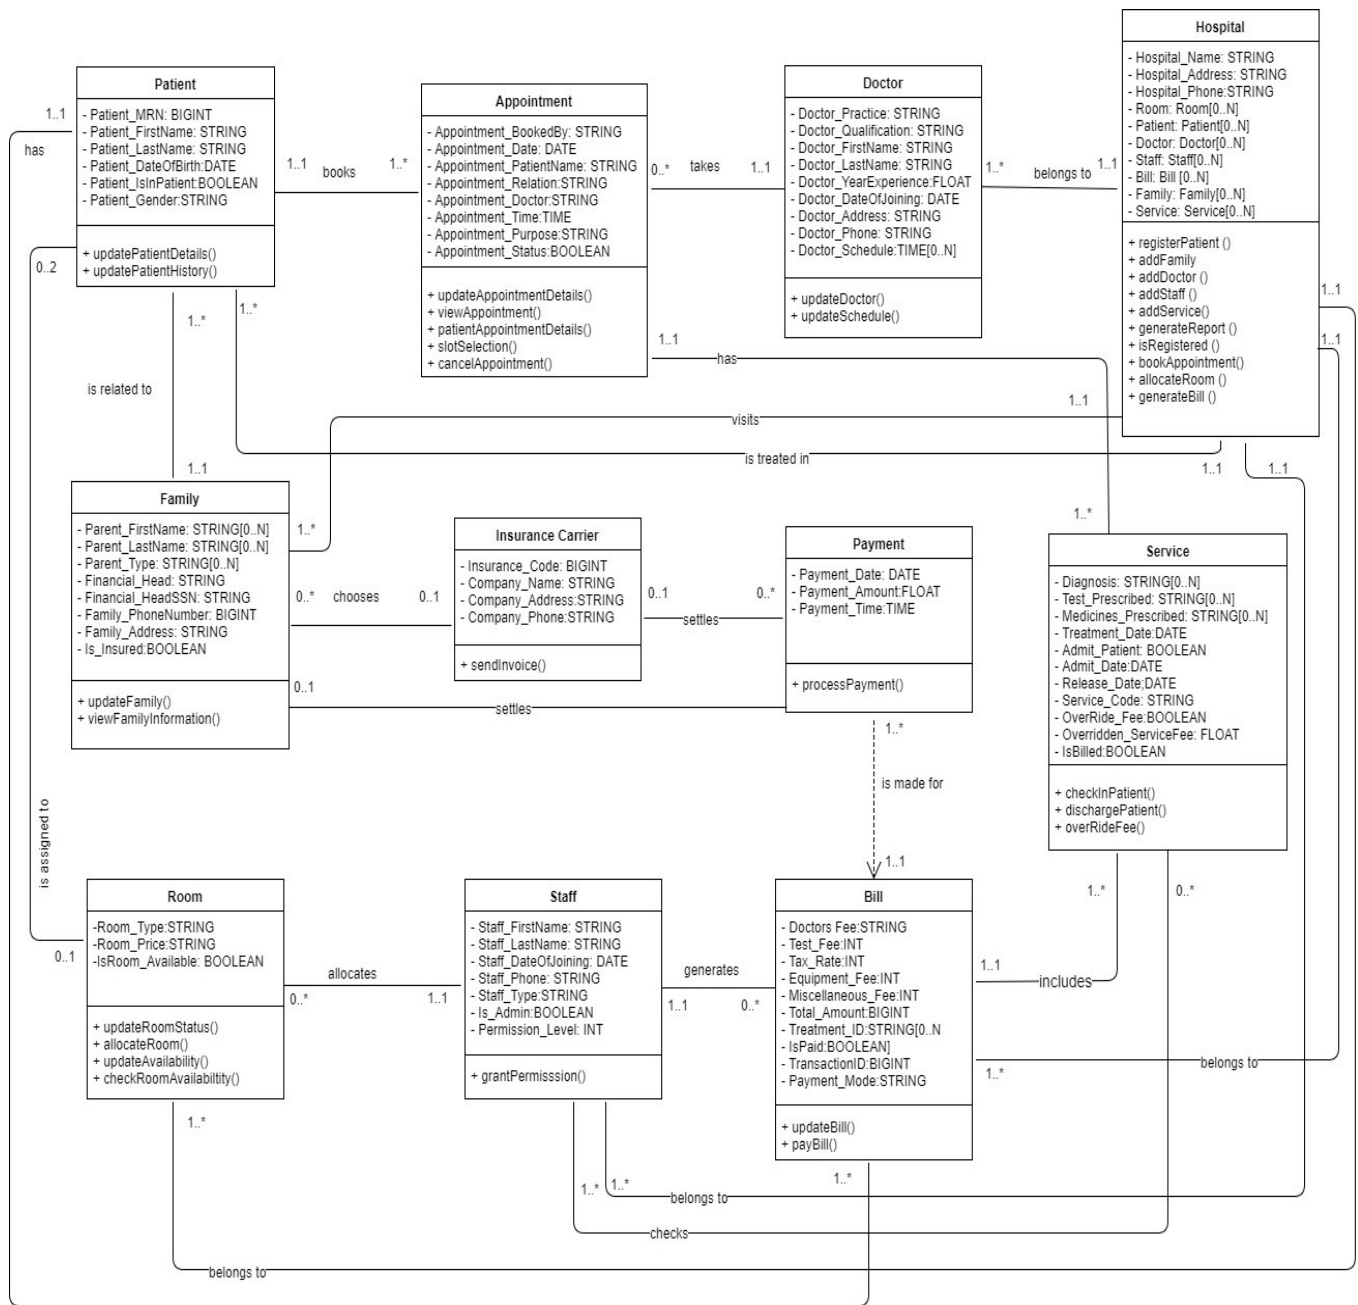 Hospital
- Hospital_Name: STRING
- Hospital_Address: STRING
- Hospital_Phone:STRING
- Room: Room[0..N]
- Patient: Patient[0..N]
- Doctor: Doctor[0..N]
- Staff: Staff[0..N]
- Bill: Bill [0..N]
- Family: Family[0..N]
- Service: Service[0..N]
+ registerPatient ()
+ addFamily
+ addDoctor ()
+ addStaff ()
+ addService()
+ generateReport ()
+ isRegistered ()
+ bookAppointment()
+ allocateRoom ()
+ generateBill ()
Patient
- Patient_MRN: BIGINT
- Patient_FirstName: STRING
- Patient_LastName: STRING
- Patient_DateOfBirth:DATE
- Patient_IsInPatient:BOOLEAN
- Patient_Gender:STRING
+ updatePatientDetails()
+ updatePatientHistory()
1..1
has
0..2
1..1
books
1..*
Appointment
- Appointment_BookedBy: STRING
- Appointment_Date: DATE
- Appointment_PatientName: STRING
- Appointment_Relation:STRING
- Appointment_Doctor:STRING
- Appointment_Time:TIME
- Appointment_Purpose:STRING
- Appointment_Status:BOOLEAN
+ updateAppointmentDetails()
+ viewAppointment()
+ patientAppointmentDetails()
+ slotSelection()
+ cancelAppointment()
0..*
takes
1..1
Doctor
- Doctor_Practice: STRING
- Doctor_Qualification: STRING
- Doctor_FirstName: STRING
- Doctor_LastName: STRING
- Doctor_YearExperience:FLOAT
- Doctor_DateOfJoining: DATE
- Doctor_Address: STRING
- Doctor_Phone: STRING
- Doctor_Schedule:TIME[0..N]
+ updateDoctor()
+ updateSchedule()
1..*
belongs to
1..1
1..1
1..1
1..*
1..*
1..1
has
is related to
1..1
visits
is treated in
1..1
1..1
1..1
Family
- Parent_FirstName: STRING[0..N]
- Parent_LastName: STRING[0..N]
- Parent_Type: STRING[0..N]
- Financial_Head: STRING
- Financial_HeadSSN: STRING
- Family_PhoneNumber: BIGINT
- Family_Address: STRING
- Is_Insured:BOOLEAN
+ updateFamily()
+ viewFamilyInformation()
1..*
0..*
chooses
0..1
Insurance Carrier
- Insurance_Code: BIGINT
- Company_Name: STRING
- Company_Address:STRING
- Company_Phone:STRING
+ sendInvoice()
0..1
settles
0..*
Payment
- Payment_Date: DATE
- Payment_Amount:FLOAT
- Payment_Time:TIME
+ processPayment()
1..*
Service
- Diagnosis: STRING[0..N]
- Test_Prescribed: STRING[0..N]
- Medicines_Prescribed: STRING[0..N]
- Treatment_Date:DATE
- Admit_Patient: BOOLEAN
- Admit_Date:DATE
- Release_Date;DATE
- Service_Code: STRING
- OverRide_Fee:BOOLEAN
- Overridden_ServiceFee: FLOAT
- IsBilled:BOOLEAN
+ checkInPatient()
+ dischargePatient()
+ overRideFee()
0..1
settles
1..*
is made for
1..1
is assigned to
0..1
Room
-Room_Type:STRING
-Room_Price:STRING
-IsRoom_Available: BOOLEAN
+ updateRoomStatus()
+ allocateRoom()
+ updateAvailability()
+ checkRoomAvailabiltity()
allocates
0..*
1..1
Staff
- Staff_FirstName: STRING
- Staff_LastName: STRING
- Staff_DateOfJoining: DATE
- Staff_Phone: STRING
- Staff_Type:STRING
- Is_Admin:BOOLEAN
- Permission_Level: INT
+ grantPermisssion()
generates
1..1
0..*
Bill
- Doctors Fee:STRING
- Test_Fee:INT
- Tax_Rate:INT
- Equipment_Fee:INT
- Miscellaneous_Fee:INT
- Total_Amount:BIGINT
- Treatment_ID:STRING[0..N
- IsPaid:BOOLEAN]
- TransactionID:BIGINT
- Payment_Mode:STRING
+ updateBill()
+ payBill()
1..*
0..*
1..1
includes
belongs to
1..*
1..*
1..*
1..*
1..*
belongs to
checks
belongs to